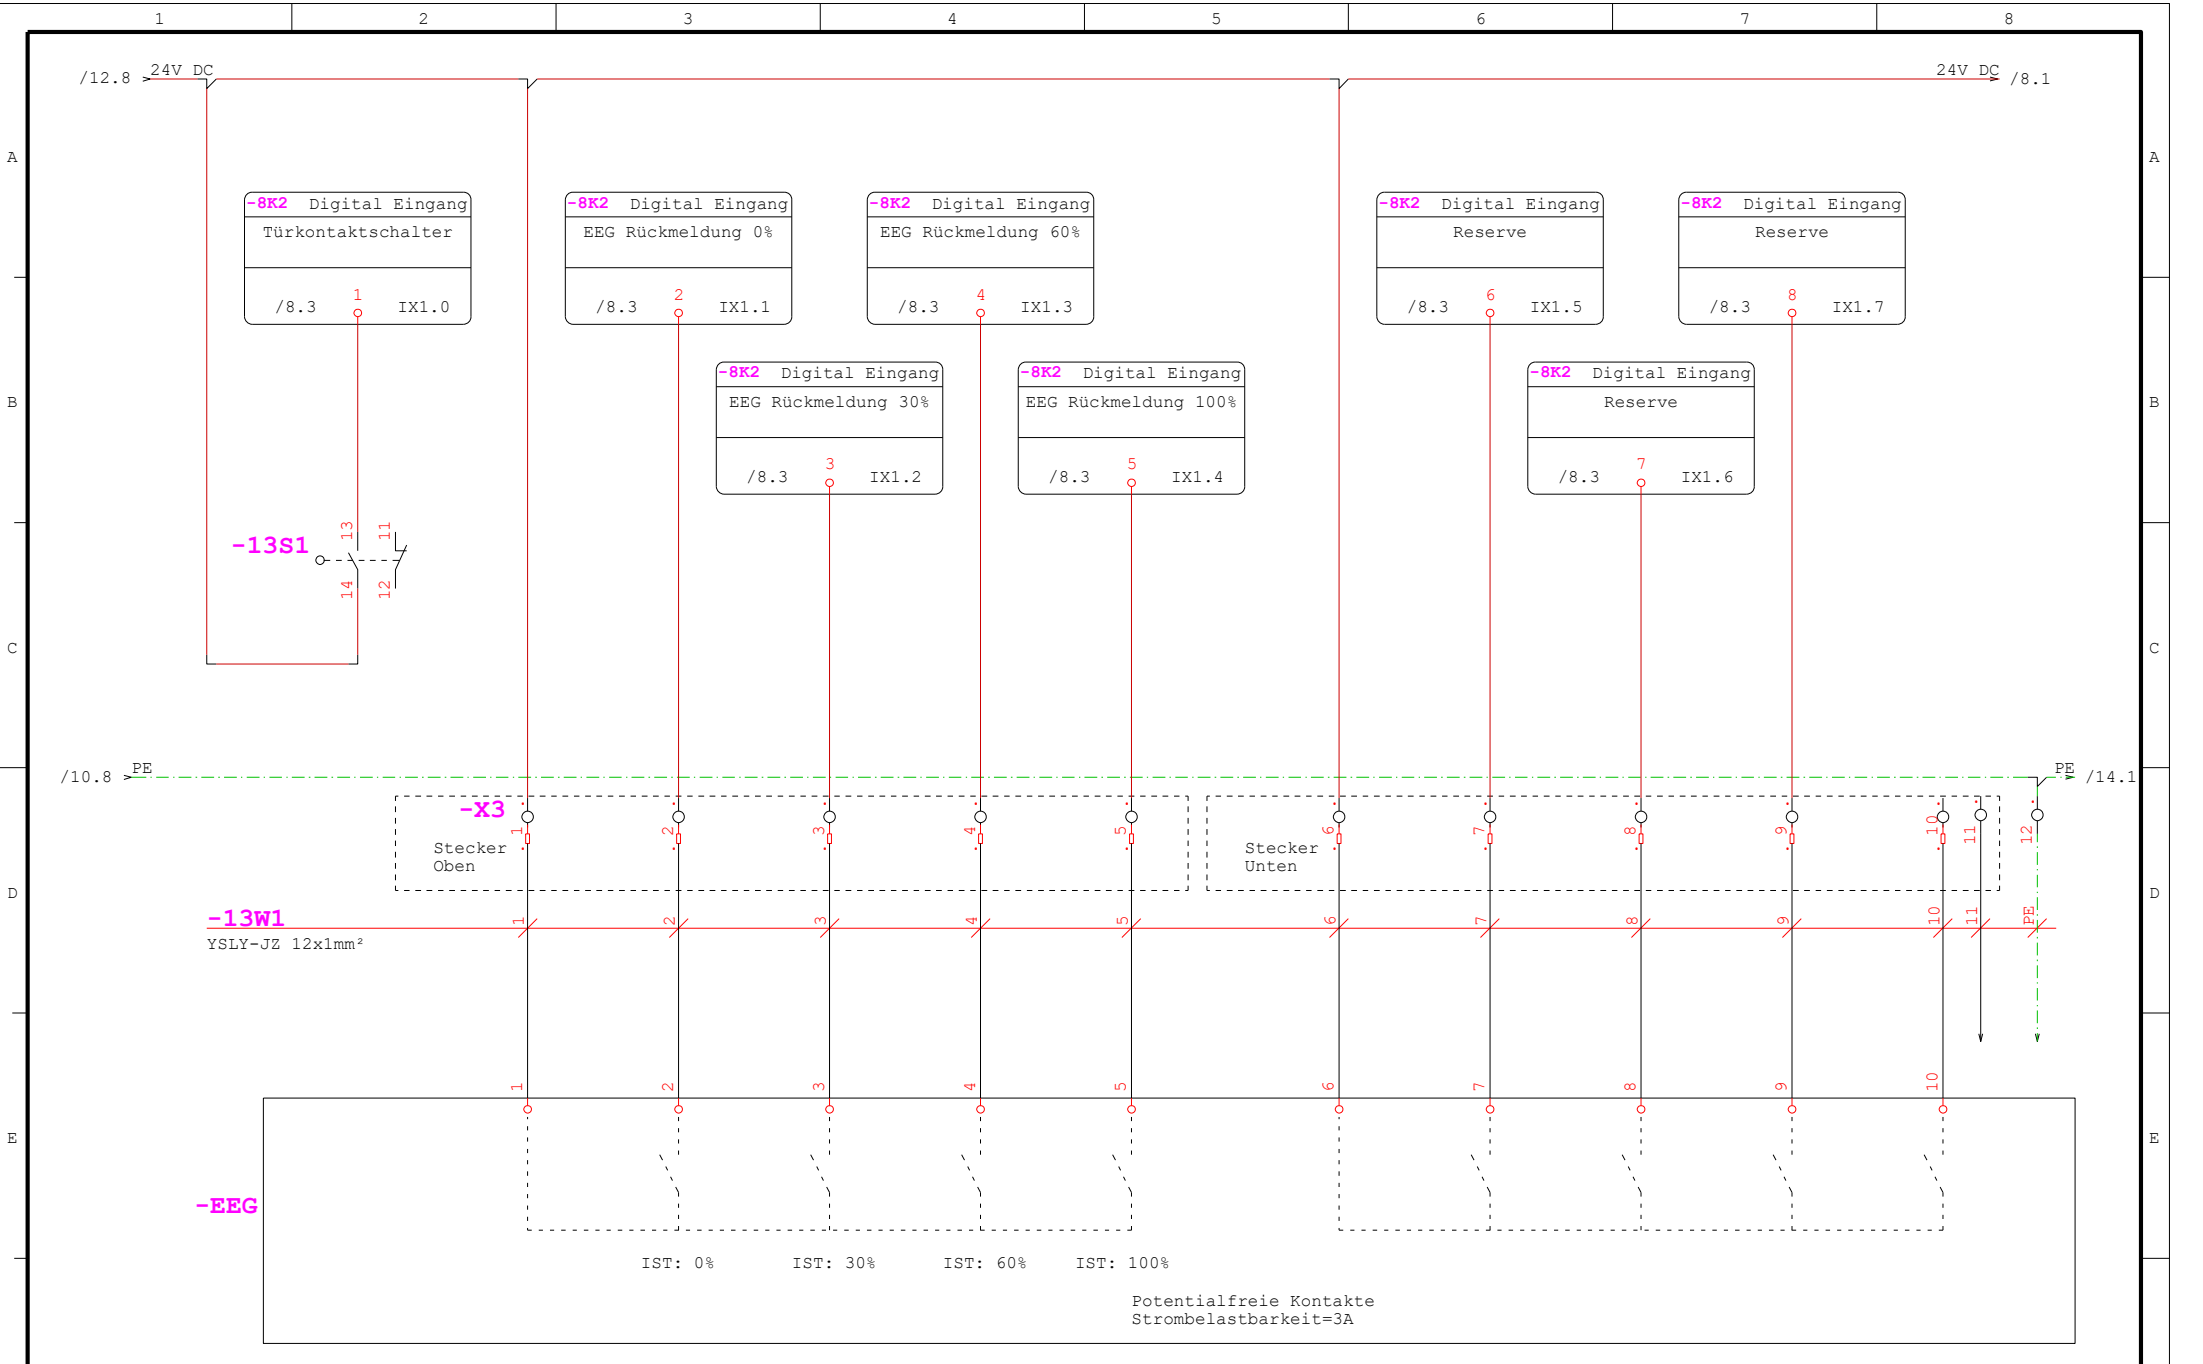 1 2 3 4 5 6 7 8
/12.8 24V DC 24V DC /8.1
A A
-8K2 Digital Eingang
Türkontaktschalter
/8.3 1 IX1.0
-8K2 Digital Eingang
EEG Rückmeldung 0%
/8.3 2 IX1.1
-8K2 Digital Eingang
EEG Rückmeldung 60%
/8.3 4 IX1.3
-8K2 Digital Eingang
Reserve
/8.3 6 IX1.5
-8K2 Digital Eingang
Reserve
/8.3 8 IX1.7
-8K2 Digital Eingang
EEG Rückmeldung 30%
/8.3 3 IX1.2
-8K2 Digital Eingang
EEG Rückmeldung 100%
/8.3 5 IX1.4
-8K2 Digital Eingang
Reserve
/8.3 7 IX1.6
B B
-13S1 13 11
14 12
C C
/10.8 PE PE /14.1
-X3 1 2 3 4 5 6 7 8 9 10 11 12
Stecker
Oben
Stecker
Unten
D D
-13W1 1 2 3 4 5 6 7 8 9 10 11 PE
YSLY-JZ 12x1mm²
1 2 3 4 5 6 7 8 9 10
E E
-EEG
IST: 0% IST: 30% IST: 60% IST: 100%
Potentialfreie Kontakte
Strombelastbarkeit=3A